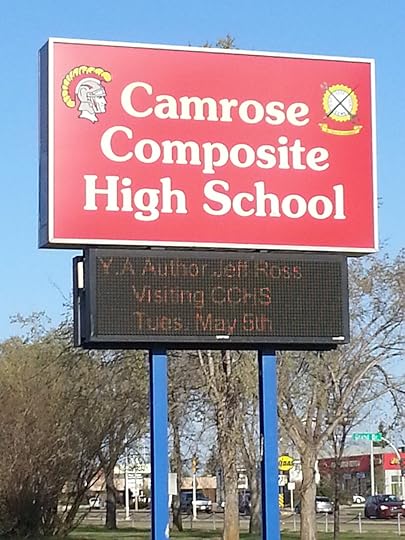 Camrose
Composite
High School
Y.A Author Jeff Ross
Visiting CCHS
Tues. May 5th